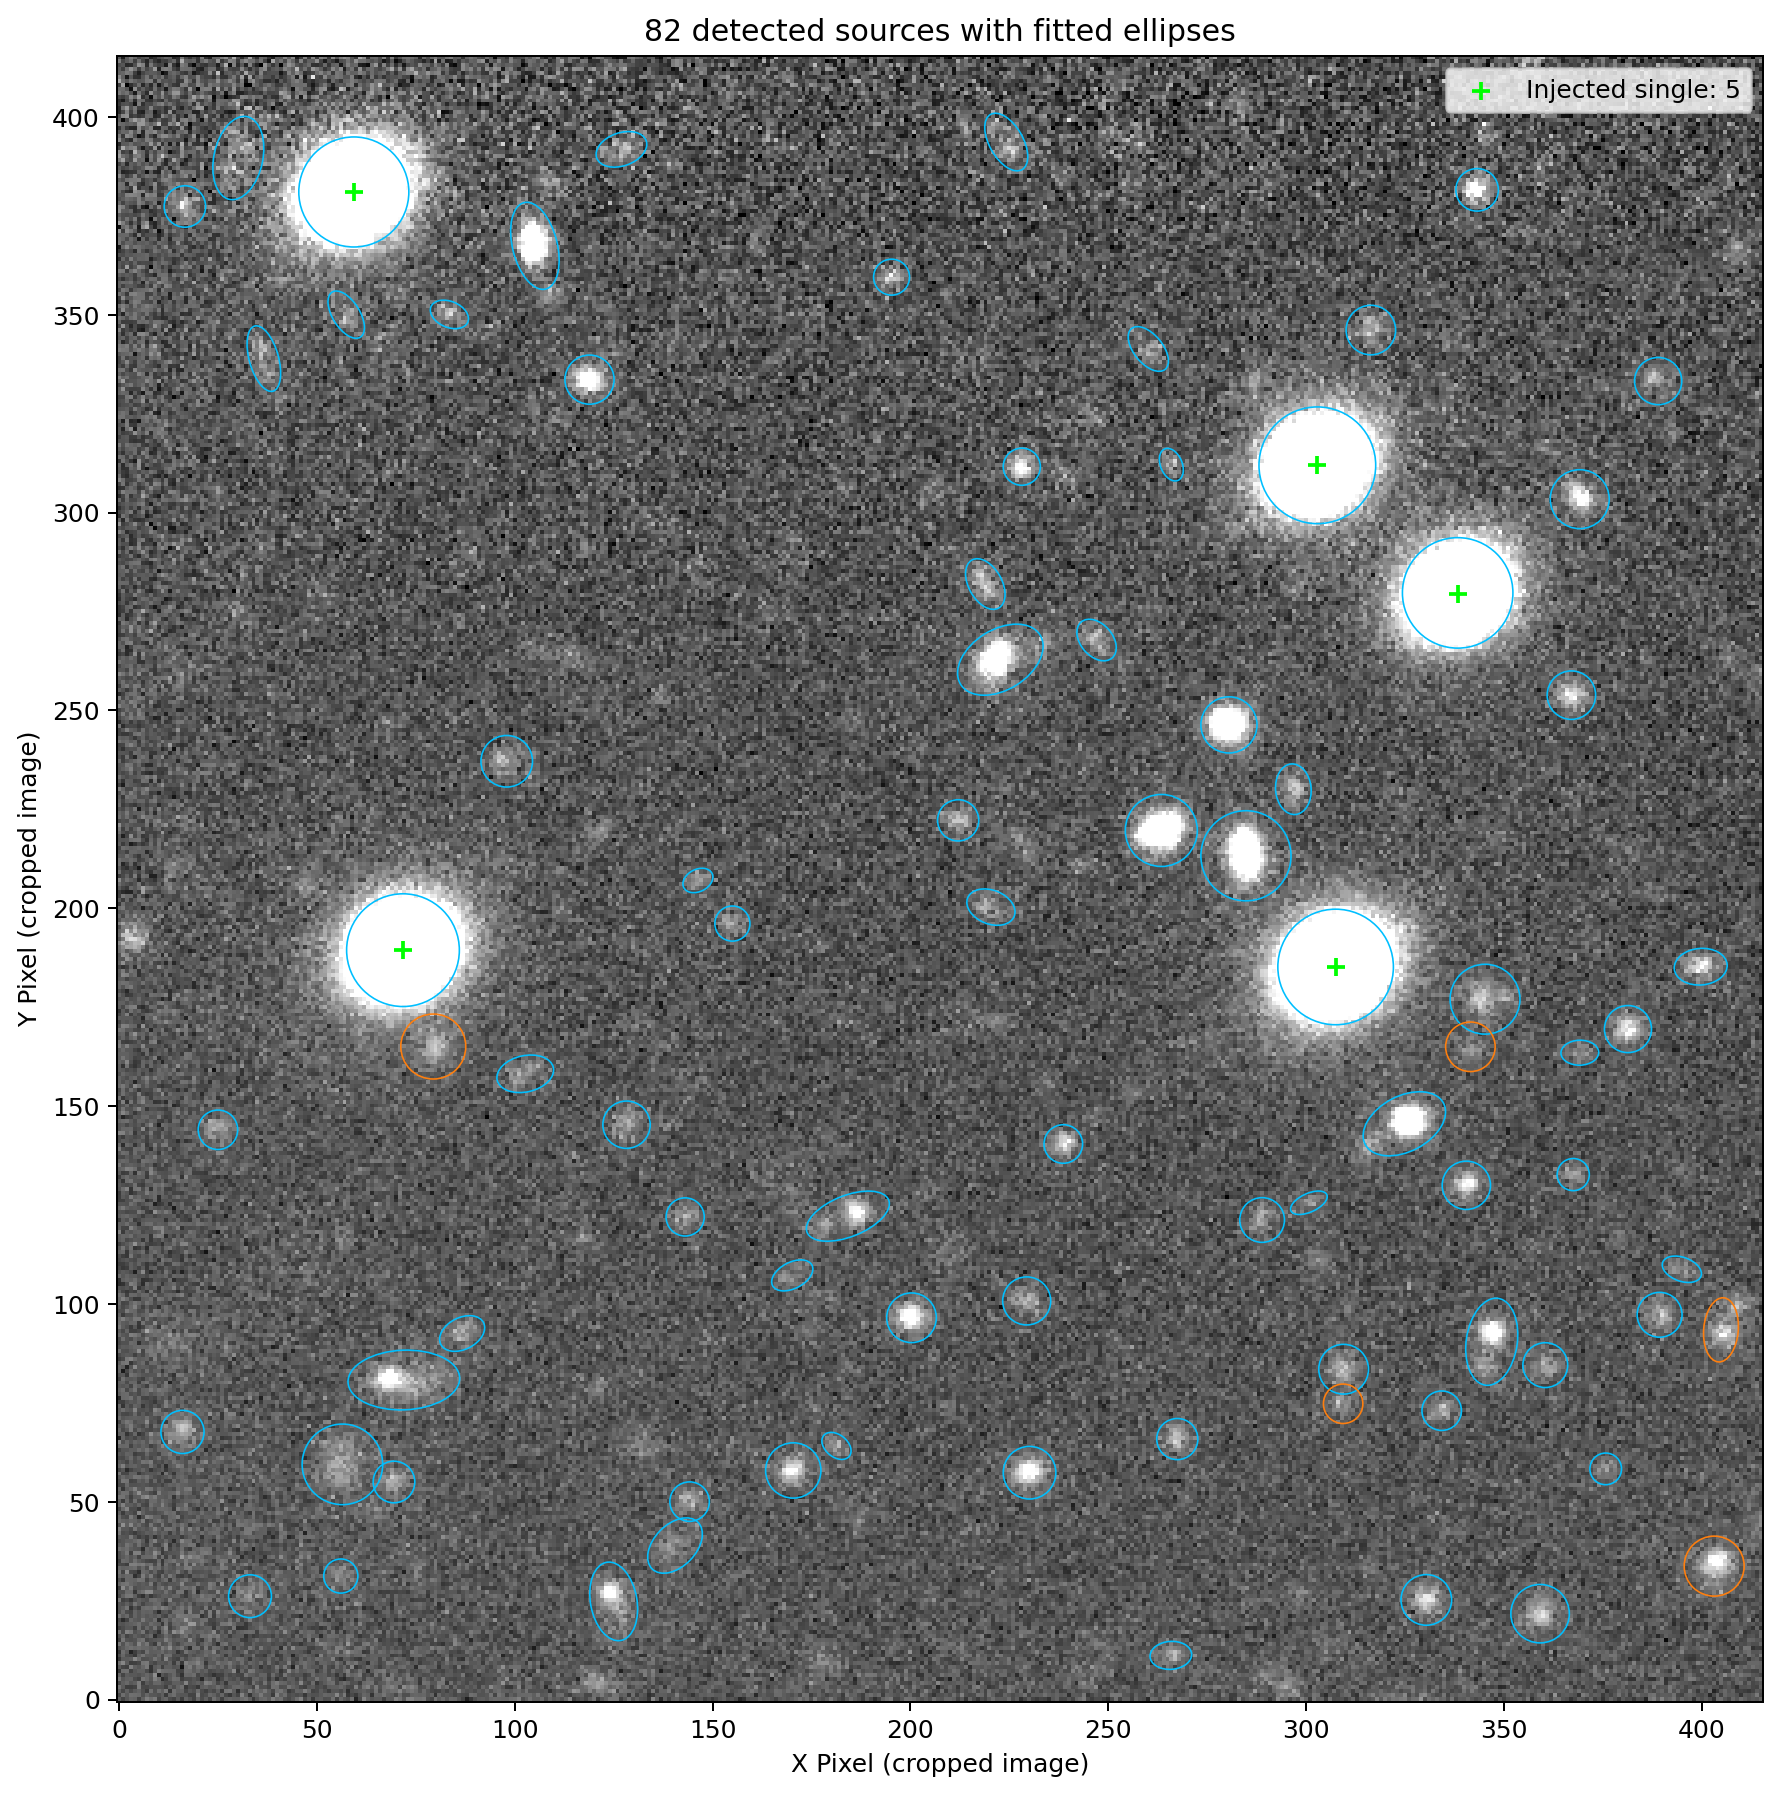 82 detected sources with fitted ellipses
Injected single: 5
400
350
300
250
200
150
100
50
0
Y Pixel (cropped image)
0 50 100 150 200 250 300 350 400
X Pixel (cropped image)